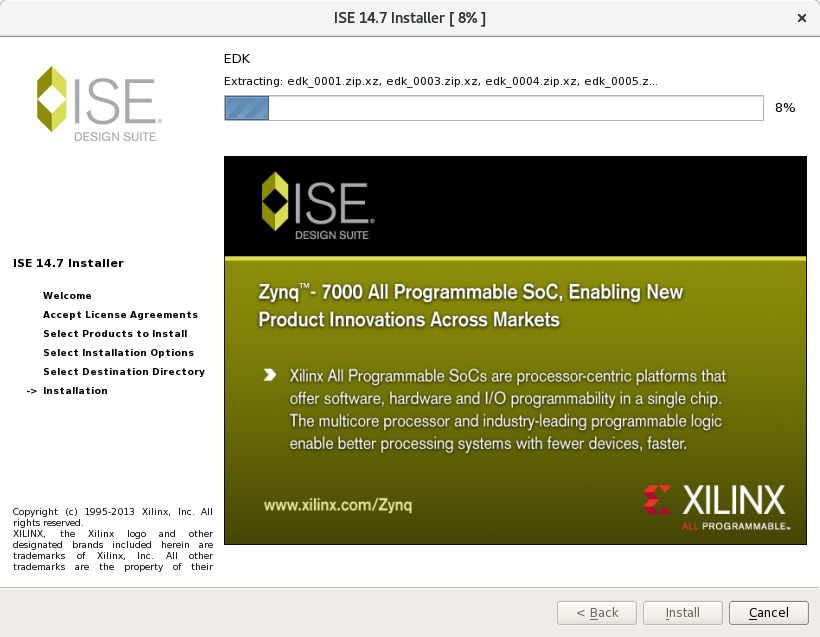 ISE 14.7 Installer [ 8% ]
×
ISE.
DESIGN SUITE
EDK
Extracting: edk_0001.zip.xz, edk_0003.zip.xz, edk_0004.zip.xz, edk_0005.z...
8%
ISE 14.7 Installer
Welcome
Accept License Agreements
Select Products to Install
Select Installation Options
Select Destination Directory
-> Installation
Copyright (c) 1995-2013 Xilinx, Inc. All
rights reserved.
XILINX, the Xilinx logo and other
designated brands included herein are
trademarks of Xilinx, Inc. All other
trademarks are the property of their
ISE.
DESIGN SUITE
Zynq™- 7000 All Programmable SoC, Enabling New
Product Innovations Across Markets
Xilinx All Programmable SoCs are processor-centric platforms that
offer software, hardware and I/O programmability in a single chip.
The multicore processor and industry-leading programmable logic
enable better processing systems with fewer devices, faster.
www.xilinx.com/Zynq
XILINX
ALL PROGRAMMABLE™
< Back
Install
Cancel